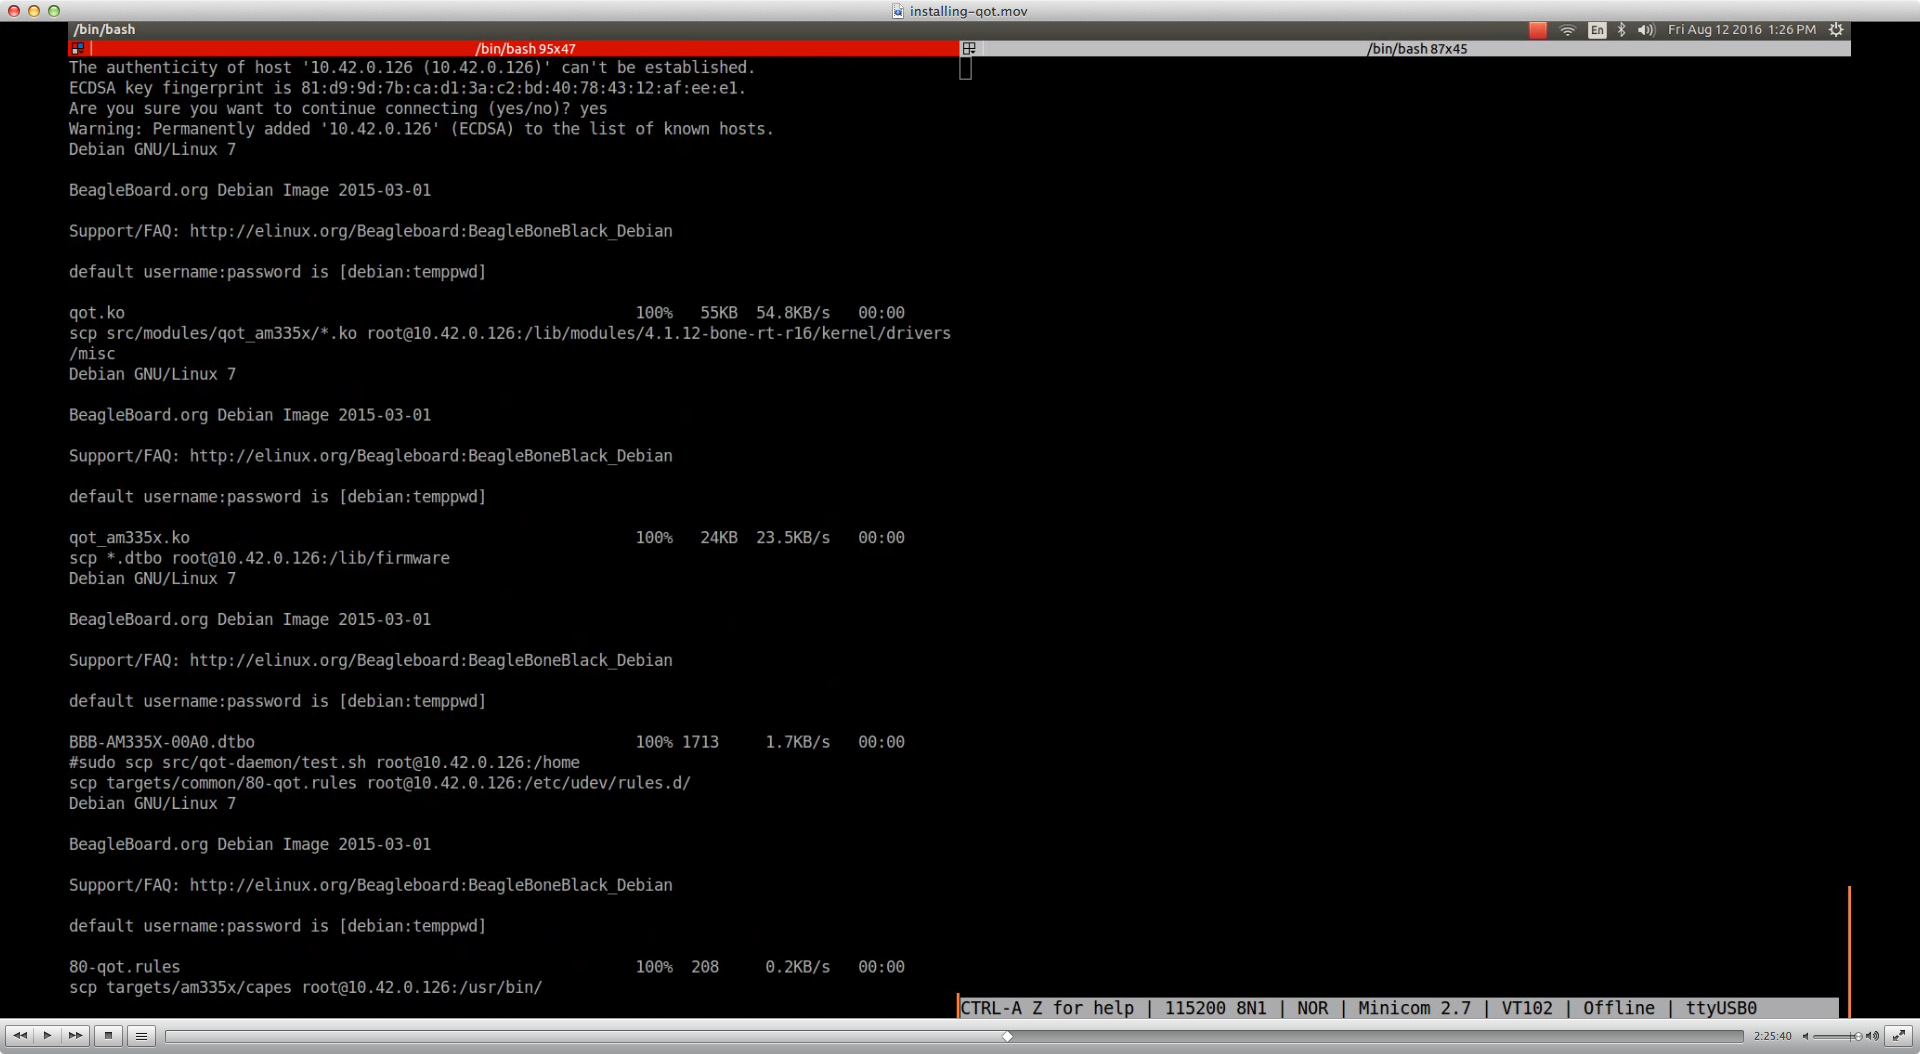 installing-qot.mov
/bin/bash
En
Fri Aug 12 2016 1:26 PM
/bin/bash 95x47
/bin/bash 87x45
The authenticity of host '10.42.0.126 (10.42.0.126)' can't be established.
ECDSA key fingerprint is 81:d9:9d:7b:ca:d1:3a:c2:bd:40:78:43:12:af:ee:e1.
Are you sure you want to continue connecting (yes/no)? yes
Warning: Permanently added '10.42.0.126' (ECDSA) to the list of known hosts.
Debian GNU/Linux 7
BeagleBoard.org Debian Image 2015-03-01
Support/FAQ: http://elinux.org/Beagleboard:BeagleBoneBlack_Debian
default username:password is [debian:temppwd]
qot.ko 100% 55KB 54.8KB/s 00:00
scp src/modules/qot_am335x/*.ko root@10.42.0.126:/lib/modules/4.1.12-bone-rt-r16/kernel/drivers
/misc
Debian GNU/Linux 7
BeagleBoard.org Debian Image 2015-03-01
Support/FAQ: http://elinux.org/Beagleboard:BeagleBoneBlack_Debian
default username:password is [debian:temppwd]
qot_am335x.ko 100% 24KB 23.5KB/s 00:00
scp *.dtbo root@10.42.0.126:/lib/firmware
Debian GNU/Linux 7
BeagleBoard.org Debian Image 2015-03-01
Support/FAQ: http://elinux.org/Beagleboard:BeagleBoneBlack_Debian
default username:password is [debian:temppwd]
BBB-AM335X-00A0.dtbo 100% 1713 1.7KB/s 00:00
#sudo scp src/qot-daemon/test.sh root@10.42.0.126:/home
scp targets/common/80-qot.rules root@10.42.0.126:/etc/udev/rules.d/
Debian GNU/Linux 7
BeagleBoard.org Debian Image 2015-03-01
Support/FAQ: http://elinux.org/Beagleboard:BeagleBoneBlack_Debian
default username:password is [debian:temppwd]
80-qot.rules 100% 208 0.2KB/s 00:00
scp targets/am335x/capes root@10.42.0.126:/usr/bin/
CTRL-A Z for help | 115200 8N1 | NOR | Minicom 2.7 | VT102 | Offline | ttyUSB0
2:25:40